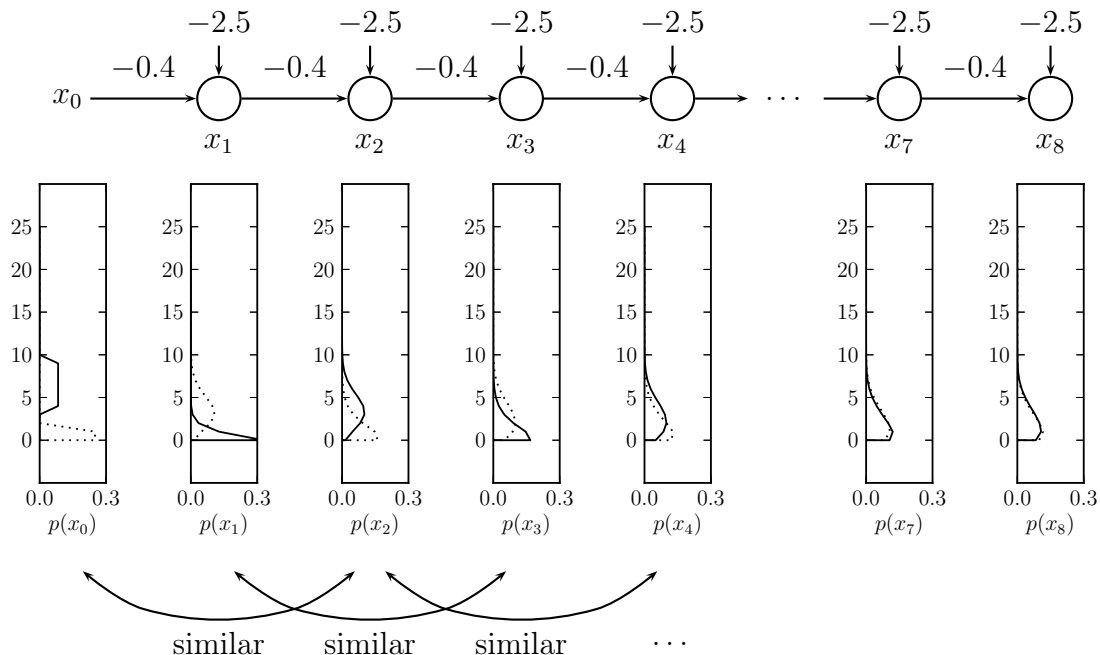 −2.5 −2.5 −2.5 −2.5 −2.5 −2.5
−0.4 −0.4 −0.4 −0.4 −0.4
x₀ ⋯
x₁ x₂ x₃ x₄ x₇ x₈
25 25 25 25 25 25 25
20 20 20 20 20 20 20
15 15 15 15 15 15 15
10 10 10 10 10 10 10
5 5 5 5 5 5 5
0 0 0 0 0 0 0
0.0 0.3 0.0 0.3 0.0 0.3 0.0 0.3 0.0 0.3 0.0 0.3 0.0 0.3
p(x₀) p(x₁) p(x₂) p(x₃) p(x₄) p(x₇) p(x₈)
similar similar similar ⋯